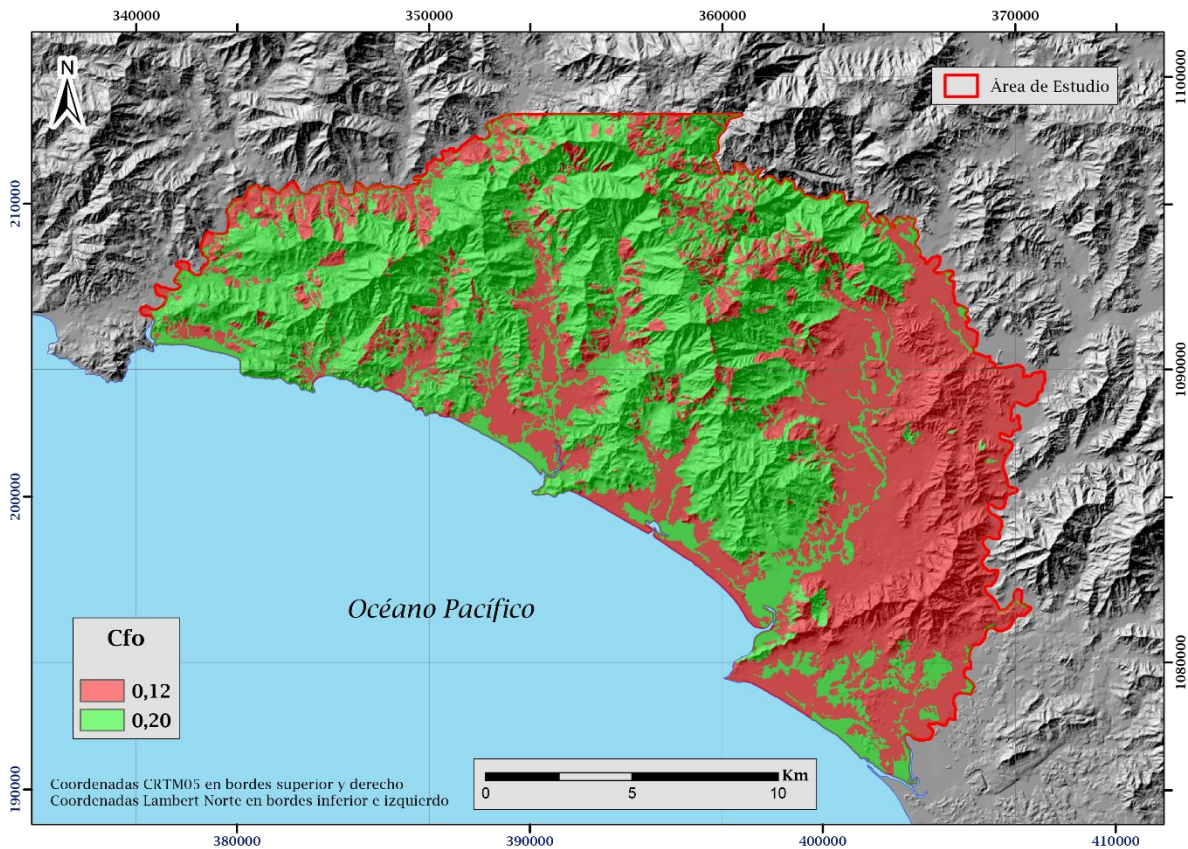 340000
350000
360000
370000
N
Área de Estudio
1100000
210000
1090000
200000
Océano Pacífico
Cfo
0,12
0,20
1080000
Km
0
5
10
Coordenadas CRTM05 en bordes superior y derecho
Coordenadas Lambert Norte en bordes inferior e izquierdo
190000
380000
390000
400000
410000